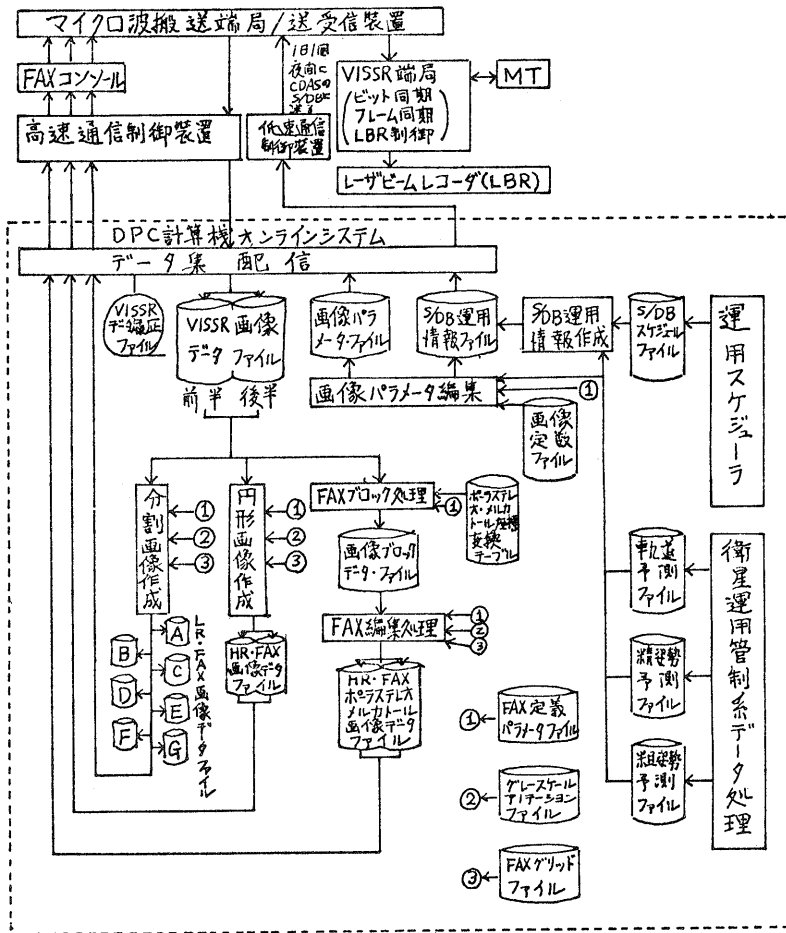 マイクロ波搬送端局/送受信装置
FAXコンソール
高速通信制御装置
1日1回
夜間に
CDASの
S/DBに
低速通信
制御装置
VISSR端局
ビット同期
フレーム同期
LBR制御
MT
レーザビームレコーダ(LBR)
DPC計算機オンラインシステム
データ集 配信
VISSR
ファイル
VISSR画像
データファイル
前半 後半
画像パラ
メータ・ファイル
S/DB運用
情報ファイル
S/DB運用
情報作成
S/DB
スケジュール
ファイル
運用スケジューラ
画像パラメータ編集
①
画像
定数
ファイル
分割画像作成
①
②
③
円形画像作成
①
②
③
FAXブロック処理
①
ポーラステレ
オ・メルカ
トール座標
変換
テーブル
画像ブロック
データ・ファイル
FAX編集処理
①
②
③
A
B
C
D
E
F
G
LR・FAX画像データファイル
HR・FAX
画像データ
ファイル
HR・FAX
ポーラステレオ
メルカトール
画像データ
ファイル
① FAX定義
パラメータファイル
② グレースケール
アノテーション
ファイル
③ FAXグリッド
ファイル
軌道
予測
ファイル
精姿勢
予測
ファイル
粗姿勢
予測
ファイル
衛星運用管制系データ処理